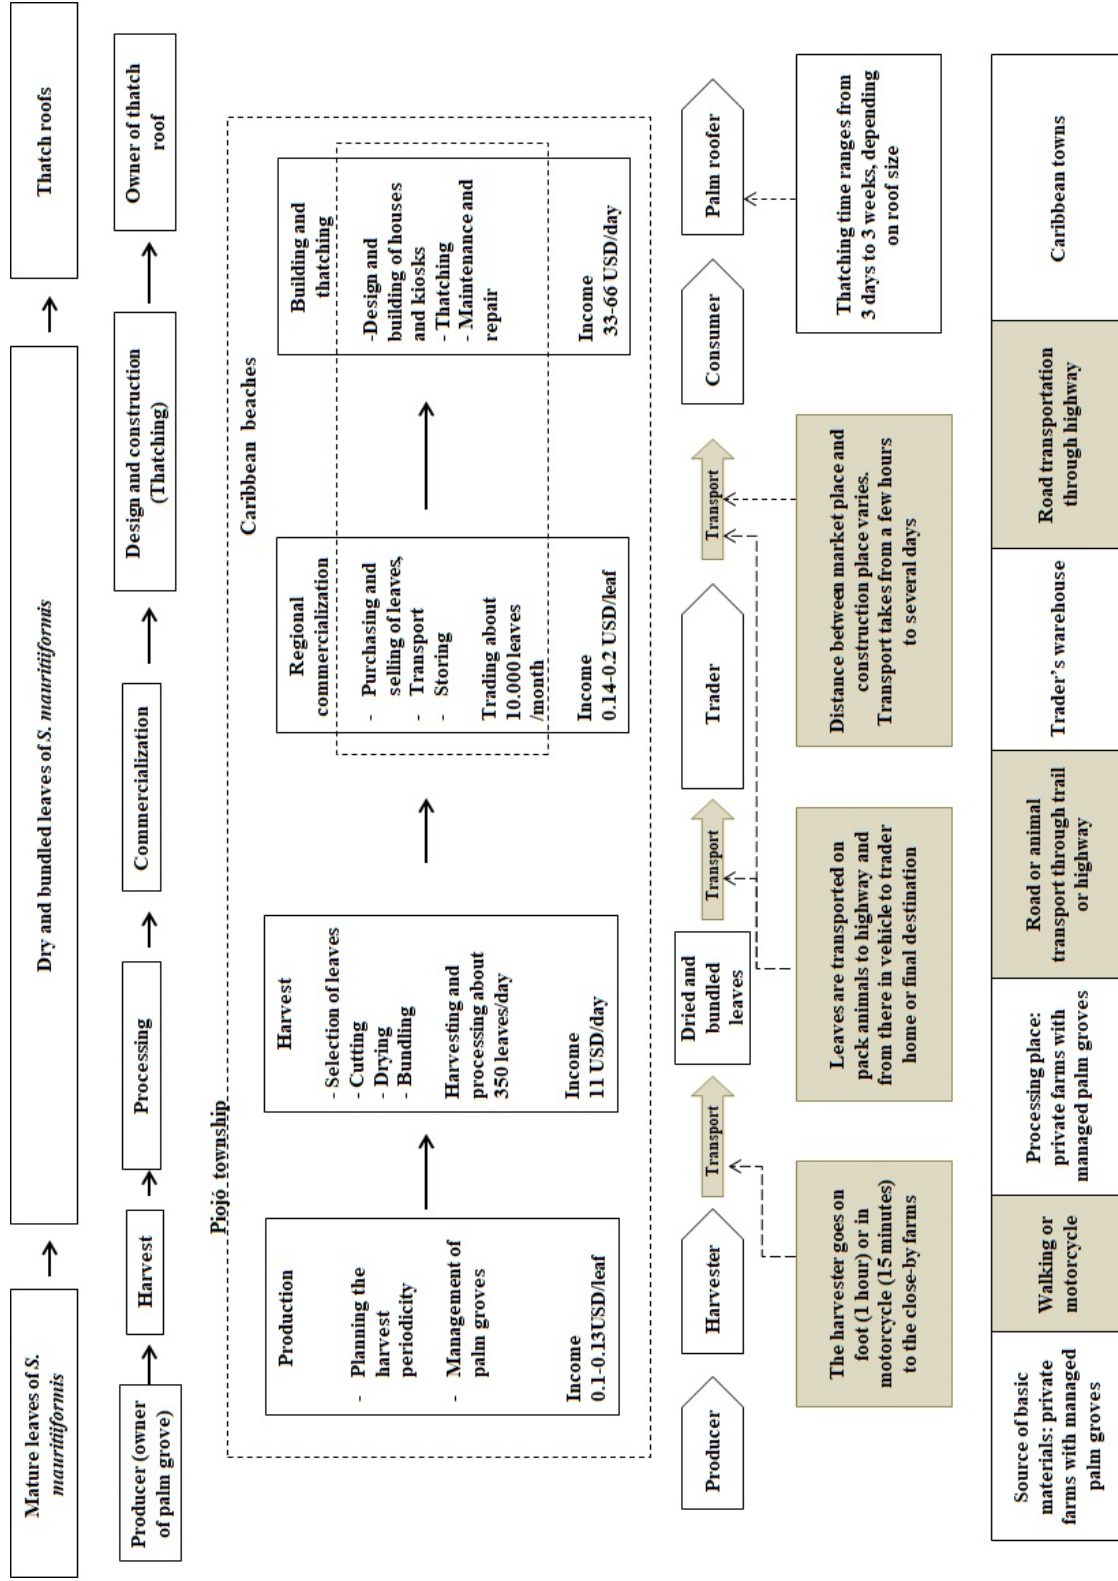 Mature leaves of S.
mauritiiformis
Dry and bundled leaves of S. mauritiiformis
Thatch roofs
Producer (owner
of palm grove)
Harvest
Processing
Commercialization
Design and construction
(Thatching)
Owner of thatch
roof
Piojó township
Caribbean beaches
Production
- Planning the
harvest
periodicity
- Management of
palm groves
Income
0.1-0.13USD/leaf
Harvest
- Selection of leaves
- Cutting
- Drying
- Bundling
Harvesting and
processing about
350 leaves/day
Income
11 USD/day
Regional
commercialization
- Purchasing and
selling of leaves,
- Transport
- Storing
Trading about
10.000 leaves
/month
Income
0.14-0.2 USD/leaf
Building and
thatching
-Design and
building of houses
and kiosks
- Thatching
- Maintenance and
repair
Income
33-66 USD/day
Producer
Harvester
Transport
Dried and
bundled
leaves
Transport
Trader
Transport
Consumer
Palm roofer
The harvester goes on
foot (1 hour) or in
motorcycle (15 minutes)
to the close-by farms
Leaves are transported on
pack animals to highway and
from there in vehicle to trader
home or final destination
Distance between market place and
construction place varies.
Transport takes from a few hours
to several days
Thatching time ranges from
3 days to 3 weeks, depending
on roof size
Source of basic
materials: private
farms with managed
palm groves
Walking or
motorcycle
Processing place:
private farms with
managed palm groves
Road or animal
transport through trail
or highway
Trader's warehouse
Road transportation
through highway
Caribbean towns